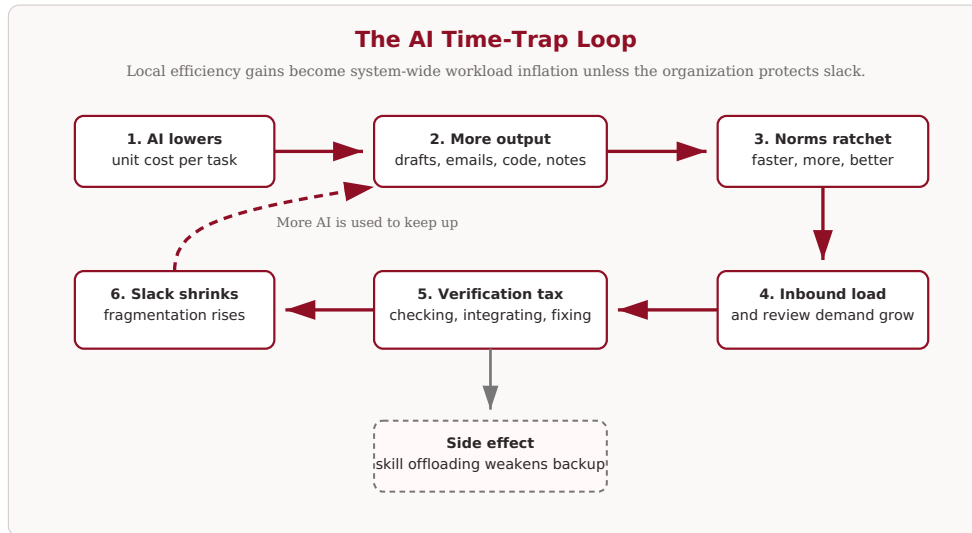 The AI Time-Trap Loop
Local efficiency gains become system-wide workload inflation unless the organization protects slack.
1. AI lowers
unit cost per task
2. More output
drafts, emails, code, notes
3. Norms ratchet
faster, more, better
More AI is used to keep up
6. Slack shrinks
fragmentation rises
5. Verification tax
checking, integrating, fixing
4. Inbound load
and review demand grow
Side effect
skill offloading weakens backup